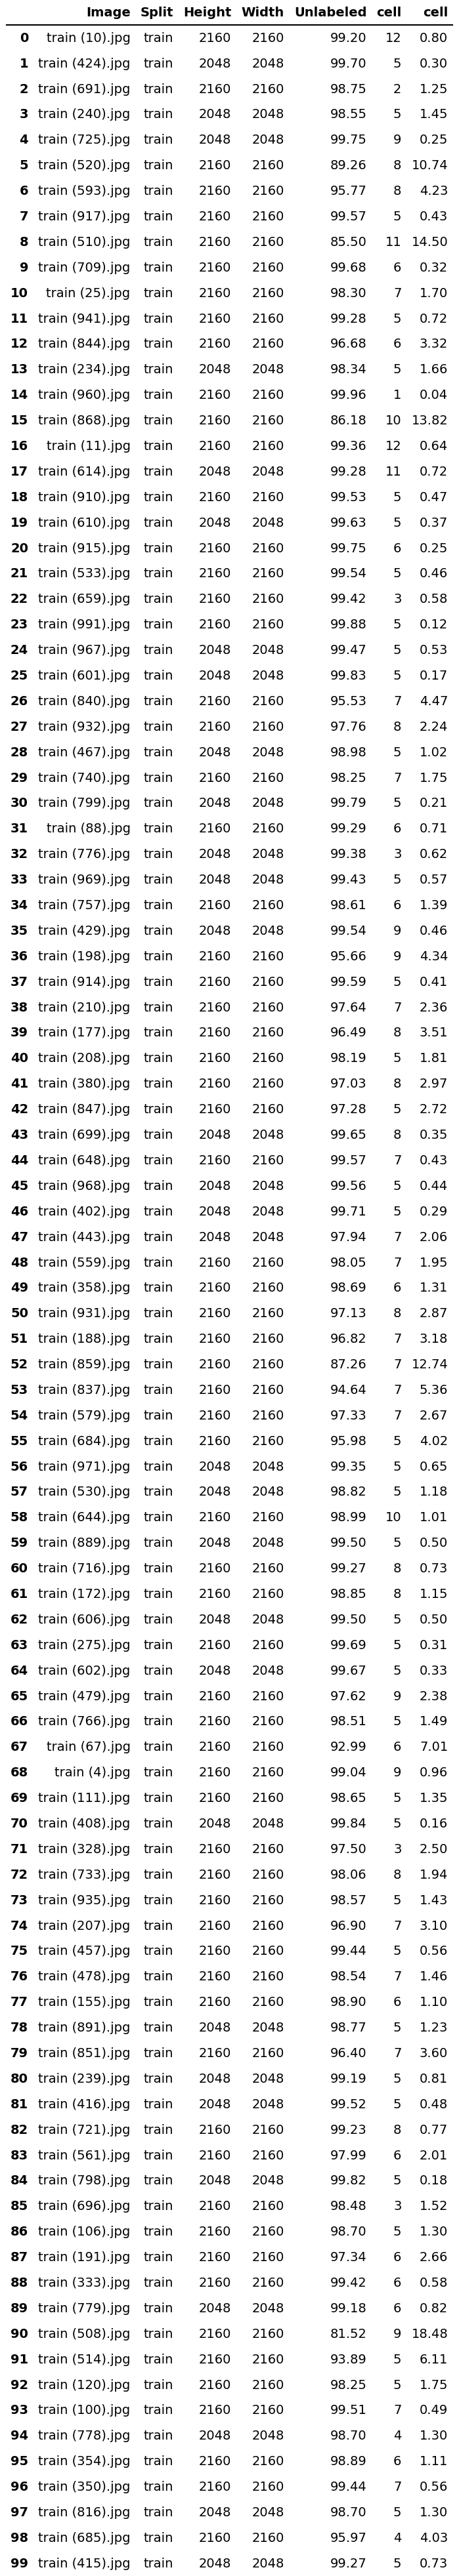 Image Split Height Width Unlabeled cell cell
0 train (10).jpg train 2160 2160 99.20 12 0.80
1 train (424).jpg train 2048 2048 99.70 5 0.30
2 train (691).jpg train 2160 2160 98.75 2 1.25
3 train (240).jpg train 2048 2048 98.55 5 1.45
4 train (725).jpg train 2048 2048 99.75 9 0.25
5 train (520).jpg train 2160 2160 89.26 8 10.74
6 train (593).jpg train 2160 2160 95.77 8 4.23
7 train (917).jpg train 2160 2160 99.57 5 0.43
8 train (510).jpg train 2160 2160 85.50 11 14.50
9 train (709).jpg train 2160 2160 99.68 6 0.32
10 train (25).jpg train 2160 2160 98.30 7 1.70
11 train (941).jpg train 2160 2160 99.28 5 0.72
12 train (844).jpg train 2160 2160 96.68 6 3.32
13 train (234).jpg train 2048 2048 98.34 5 1.66
14 train (960).jpg train 2160 2160 99.96 1 0.04
15 train (868).jpg train 2160 2160 86.18 10 13.82
16 train (11).jpg train 2160 2160 99.36 12 0.64
17 train (614).jpg train 2048 2048 99.28 11 0.72
18 train (910).jpg train 2160 2160 99.53 5 0.47
19 train (610).jpg train 2048 2048 99.63 5 0.37
20 train (915).jpg train 2160 2160 99.75 6 0.25
21 train (533).jpg train 2160 2160 99.54 5 0.46
22 train (659).jpg train 2160 2160 99.42 3 0.58
23 train (991).jpg train 2160 2160 99.88 5 0.12
24 train (967).jpg train 2048 2048 99.47 5 0.53
25 train (601).jpg train 2048 2048 99.83 5 0.17
26 train (840).jpg train 2160 2160 95.53 7 4.47
27 train (932).jpg train 2160 2160 97.76 8 2.24
28 train (467).jpg train 2048 2048 98.98 5 1.02
29 train (740).jpg train 2160 2160 98.25 7 1.75
30 train (799).jpg train 2048 2048 99.79 5 0.21
31 train (88).jpg train 2160 2160 99.29 6 0.71
32 train (776).jpg train 2048 2048 99.38 3 0.62
33 train (969).jpg train 2048 2048 99.43 5 0.57
34 train (757).jpg train 2160 2160 98.61 6 1.39
35 train (429).jpg train 2048 2048 99.54 9 0.46
36 train (198).jpg train 2160 2160 95.66 9 4.34
37 train (914).jpg train 2160 2160 99.59 5 0.41
38 train (210).jpg train 2160 2160 97.64 7 2.36
39 train (177).jpg train 2160 2160 96.49 8 3.51
40 train (208).jpg train 2160 2160 98.19 5 1.81
41 train (380).jpg train 2160 2160 97.03 8 2.97
42 train (847).jpg train 2160 2160 97.28 5 2.72
43 train (699).jpg train 2048 2048 99.65 8 0.35
44 train (648).jpg train 2160 2160 99.57 7 0.43
45 train (968).jpg train 2048 2048 99.56 5 0.44
46 train (402).jpg train 2048 2048 99.71 5 0.29
47 train (443).jpg train 2048 2048 97.94 7 2.06
48 train (559).jpg train 2160 2160 98.05 7 1.95
49 train (358).jpg train 2160 2160 98.69 6 1.31
50 train (931).jpg train 2160 2160 97.13 8 2.87
51 train (188).jpg train 2160 2160 96.82 7 3.18
52 train (859).jpg train 2160 2160 87.26 7 12.74
53 train (837).jpg train 2160 2160 94.64 7 5.36
54 train (579).jpg train 2160 2160 97.33 7 2.67
55 train (684).jpg train 2160 2160 95.98 5 4.02
56 train (971).jpg train 2048 2048 99.35 5 0.65
57 train (530).jpg train 2048 2048 98.82 5 1.18
58 train (644).jpg train 2160 2160 98.99 10 1.01
59 train (889).jpg train 2048 2048 99.50 5 0.50
60 train (716).jpg train 2160 2160 99.27 8 0.73
61 train (172).jpg train 2160 2160 98.85 8 1.15
62 train (606).jpg train 2048 2048 99.50 5 0.50
63 train (275).jpg train 2160 2160 99.69 5 0.31
64 train (602).jpg train 2048 2048 99.67 5 0.33
65 train (479).jpg train 2160 2160 97.62 9 2.38
66 train (766).jpg train 2160 2160 98.51 5 1.49
67 train (67).jpg train 2160 2160 92.99 6 7.01
68 train (4).jpg train 2160 2160 99.04 9 0.96
69 train (111).jpg train 2160 2160 98.65 5 1.35
70 train (408).jpg train 2048 2048 99.84 5 0.16
71 train (328).jpg train 2160 2160 97.50 3 2.50
72 train (733).jpg train 2160 2160 98.06 8 1.94
73 train (935).jpg train 2160 2160 98.57 5 1.43
74 train (207).jpg train 2160 2160 96.90 7 3.10
75 train (457).jpg train 2160 2160 99.44 5 0.56
76 train (478).jpg train 2160 2160 98.54 7 1.46
77 train (155).jpg train 2160 2160 98.90 6 1.10
78 train (891).jpg train 2048 2048 98.77 5 1.23
79 train (851).jpg train 2160 2160 96.40 7 3.60
80 train (239).jpg train 2048 2048 99.19 5 0.81
81 train (416).jpg train 2048 2048 99.52 5 0.48
82 train (721).jpg train 2160 2160 99.23 8 0.77
83 train (561).jpg train 2160 2160 97.99 6 2.01
84 train (798).jpg train 2048 2048 99.82 5 0.18
85 train (696).jpg train 2160 2160 98.48 3 1.52
86 train (106).jpg train 2160 2160 98.70 5 1.30
87 train (191).jpg train 2160 2160 97.34 6 2.66
88 train (333).jpg train 2160 2160 99.42 6 0.58
89 train (779).jpg train 2048 2048 99.18 6 0.82
90 train (508).jpg train 2160 2160 81.52 9 18.48
91 train (514).jpg train 2160 2160 93.89 5 6.11
92 train (120).jpg train 2160 2160 98.25 5 1.75
93 train (100).jpg train 2160 2160 99.51 7 0.49
94 train (778).jpg train 2048 2048 98.70 4 1.30
95 train (354).jpg train 2160 2160 98.89 6 1.11
96 train (350).jpg train 2160 2160 99.44 7 0.56
97 train (816).jpg train 2048 2048 98.70 5 1.30
98 train (685).jpg train 2160 2160 95.97 4 4.03
99 train (415).jpg train 2048 2048 99.27 5 0.73